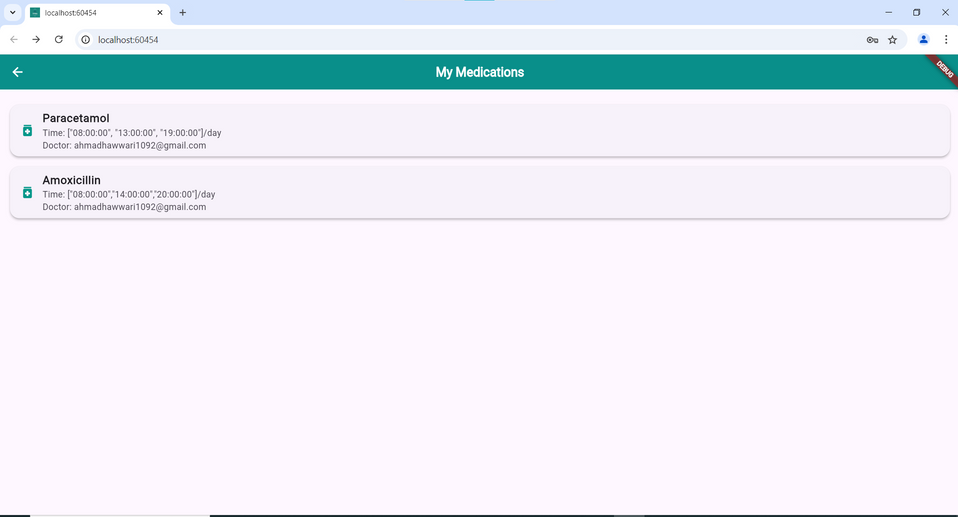 localhost:60454
localhost:60454
My Medications
DEBUG
Paracetamol
Time: ["08:00:00", "13:00:00", "19:00:00"]/day
Doctor: ahmadhawwari1092@gmail.com
Amoxicillin
Time: ["08:00:00","14:00:00","20:00:00"]/day
Doctor: ahmadhawwari1092@gmail.com